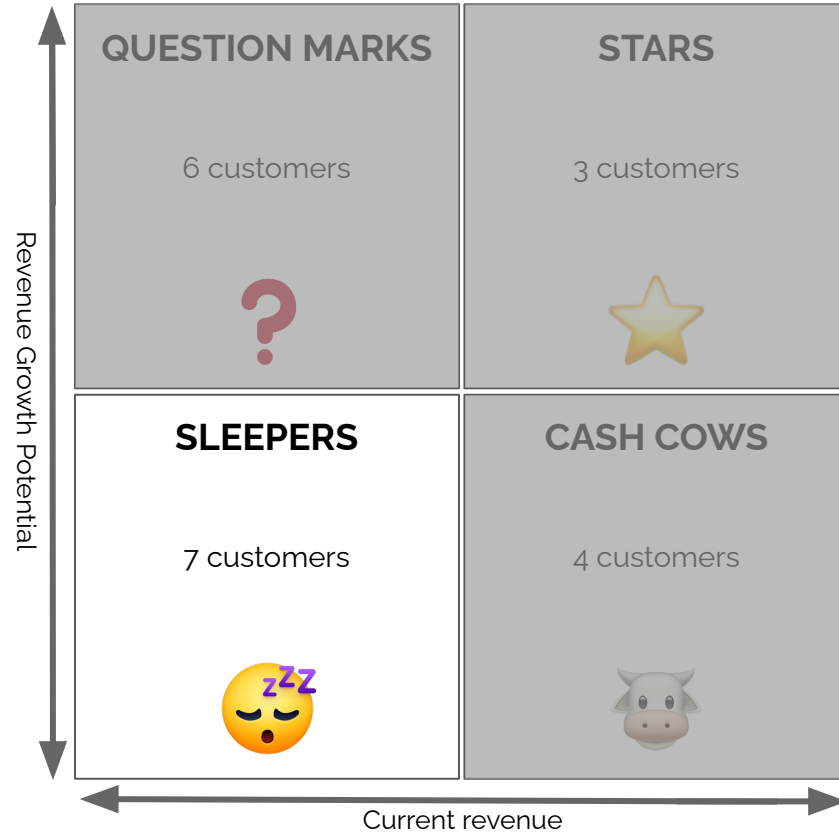 QUESTION MARKS
6 customers
STARS
3 customers
Revenue Growth Potential
SLEEPERS
7 customers
zzZ
CASH COWS
4 customers
Current revenue